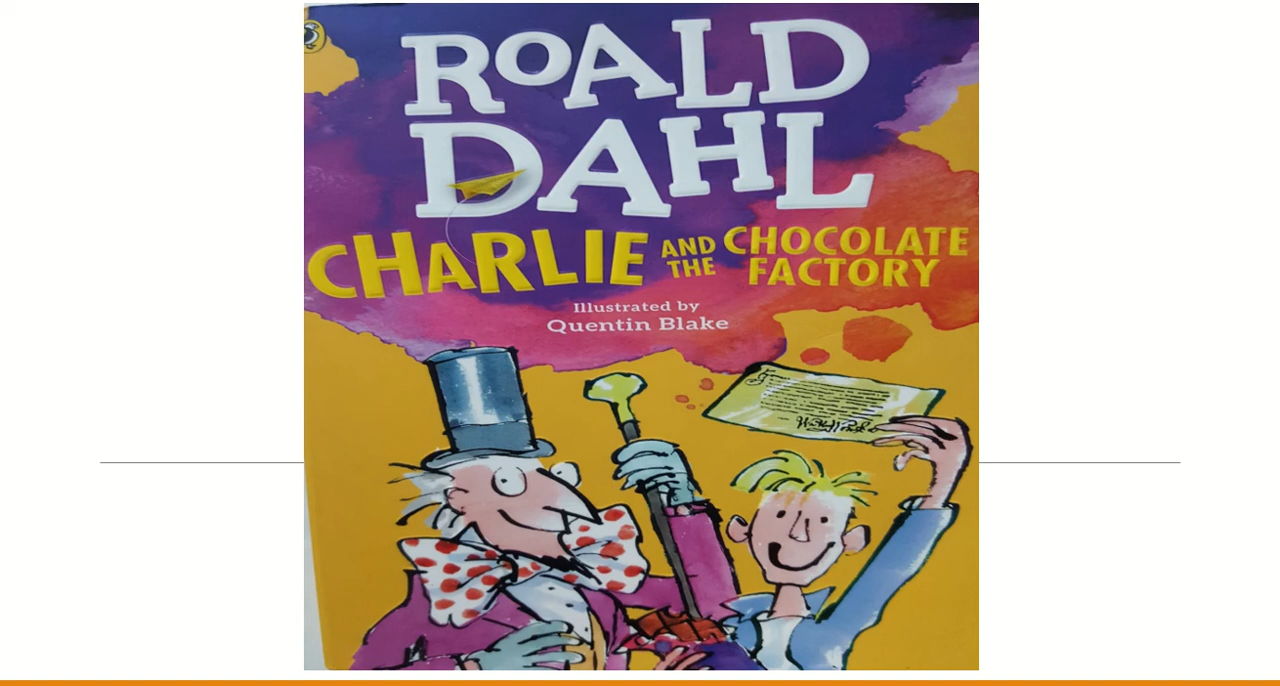 ROALD
DAHL
CHARLIE AND THE CHOCOLATE FACTORY
Illustrated by
Quentin Blake